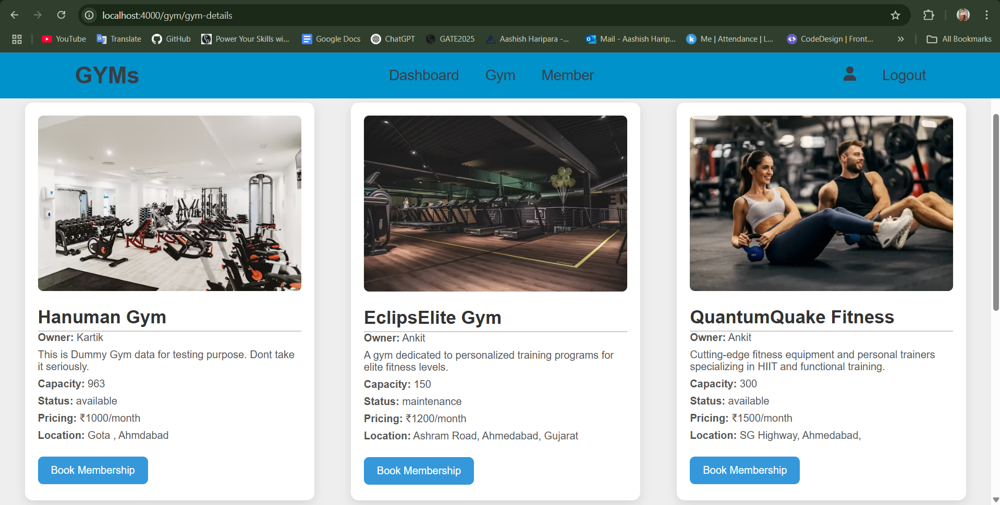 localhost:4000/gym/gym-details
YouTube Translate GitHub Power Your Skills wi... Google Docs ChatGPT GATE2025 Aashish Haripara -... Mail - Aashish Harip... Me | Attendance | L... CodeDesign | Front... All Bookmarks
GYMs Dashboard Gym Member Logout
FUNCTIONAL
Hanuman Gym
Owner: Kartik
This is Dummy Gym data for testing purpose. Dont take
it seriously.
Capacity: 963
Status: available
Pricing: ₹1000/month
Location: Gota , Ahmdabad
Book Membership
EclipsElite Gym
Owner: Ankit
A gym dedicated to personalized training programs for
elite fitness levels.
Capacity: 150
Status: maintenance
Pricing: ₹1200/month
Location: Ashram Road, Ahmedabad, Gujarat
Book Membership
QuantumQuake Fitness
Owner: Ankit
Cutting-edge fitness equipment and personal trainers
specializing in HIIT and functional training.
Capacity: 300
Status: available
Pricing: ₹1500/month
Location: SG Highway, Ahmedabad,
Book Membership